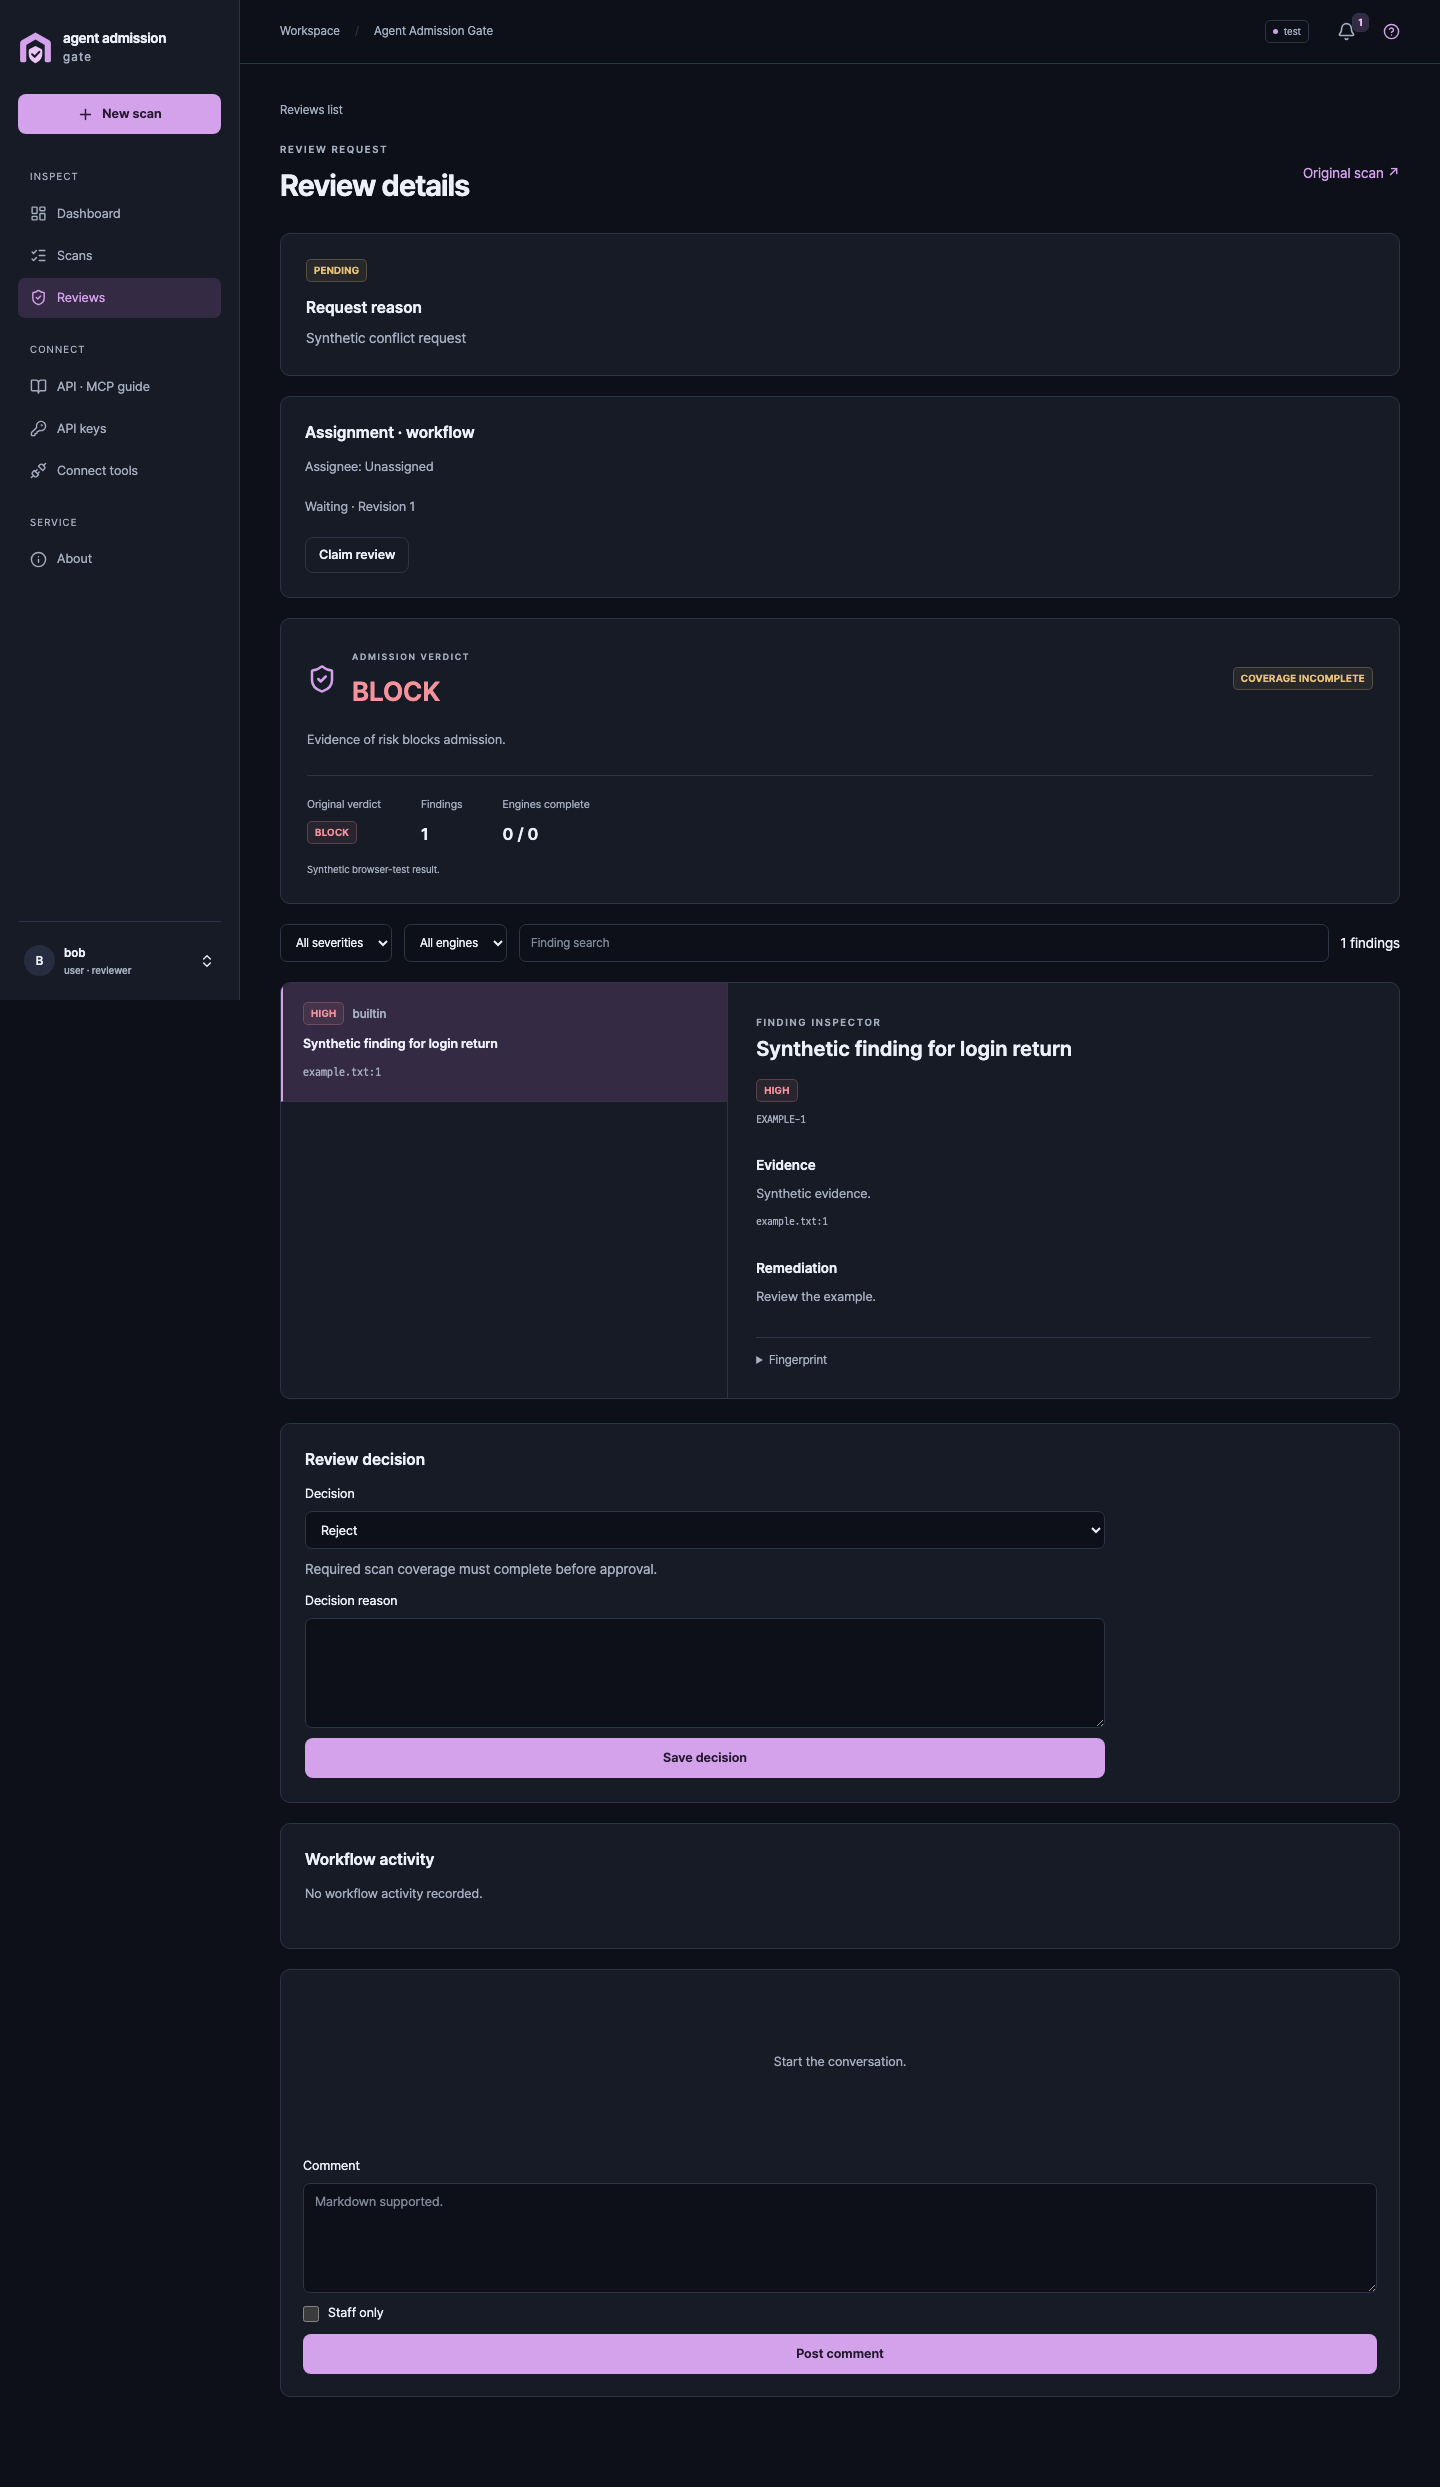 agent admission
gate
New scan
INSPECT
Dashboard
Scans
Reviews
CONNECT
API · MCP guide
API keys
Connect tools
SERVICE
About
B
bob
user · reviewer
Workspace / Agent Admission Gate
test
1
Reviews list
REVIEW REQUEST
Review details
Original scan ↗
PENDING
Request reason
Synthetic conflict request
Assignment · workflow
Assignee: Unassigned
Waiting · Revision 1
Claim review
ADMISSION VERDICT
BLOCK
COVERAGE INCOMPLETE
Evidence of risk blocks admission.
Original verdict Findings Engines complete
BLOCK 1 0 / 0
Synthetic browser-test result.
All severities All engines Finding search 1 findings
HIGH builtin
Synthetic finding for login return
example.txt:1
FINDING INSPECTOR
Synthetic finding for login return
HIGH
EXAMPLE-1
Evidence
Synthetic evidence.
example.txt:1
Remediation
Review the example.
Fingerprint
Review decision
Decision
Reject
Required scan coverage must complete before approval.
Decision reason
Save decision
Workflow activity
No workflow activity recorded.
Start the conversation.
Comment
Markdown supported.
Staff only
Post comment